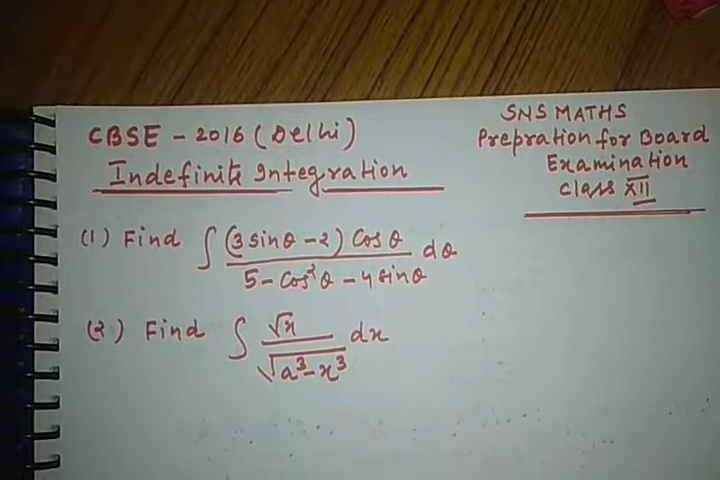 CBSE - 2016 (Delhi)
Indefinite Integration
SNS MATHS
Prepration for Board
Examination
Class XII
(1) Find ∫ (3 sinθ - 2) Cosθ / 5 - Cos²θ - 4 sinθ dθ
(2) Find ∫ √x / √a³-x³ dx